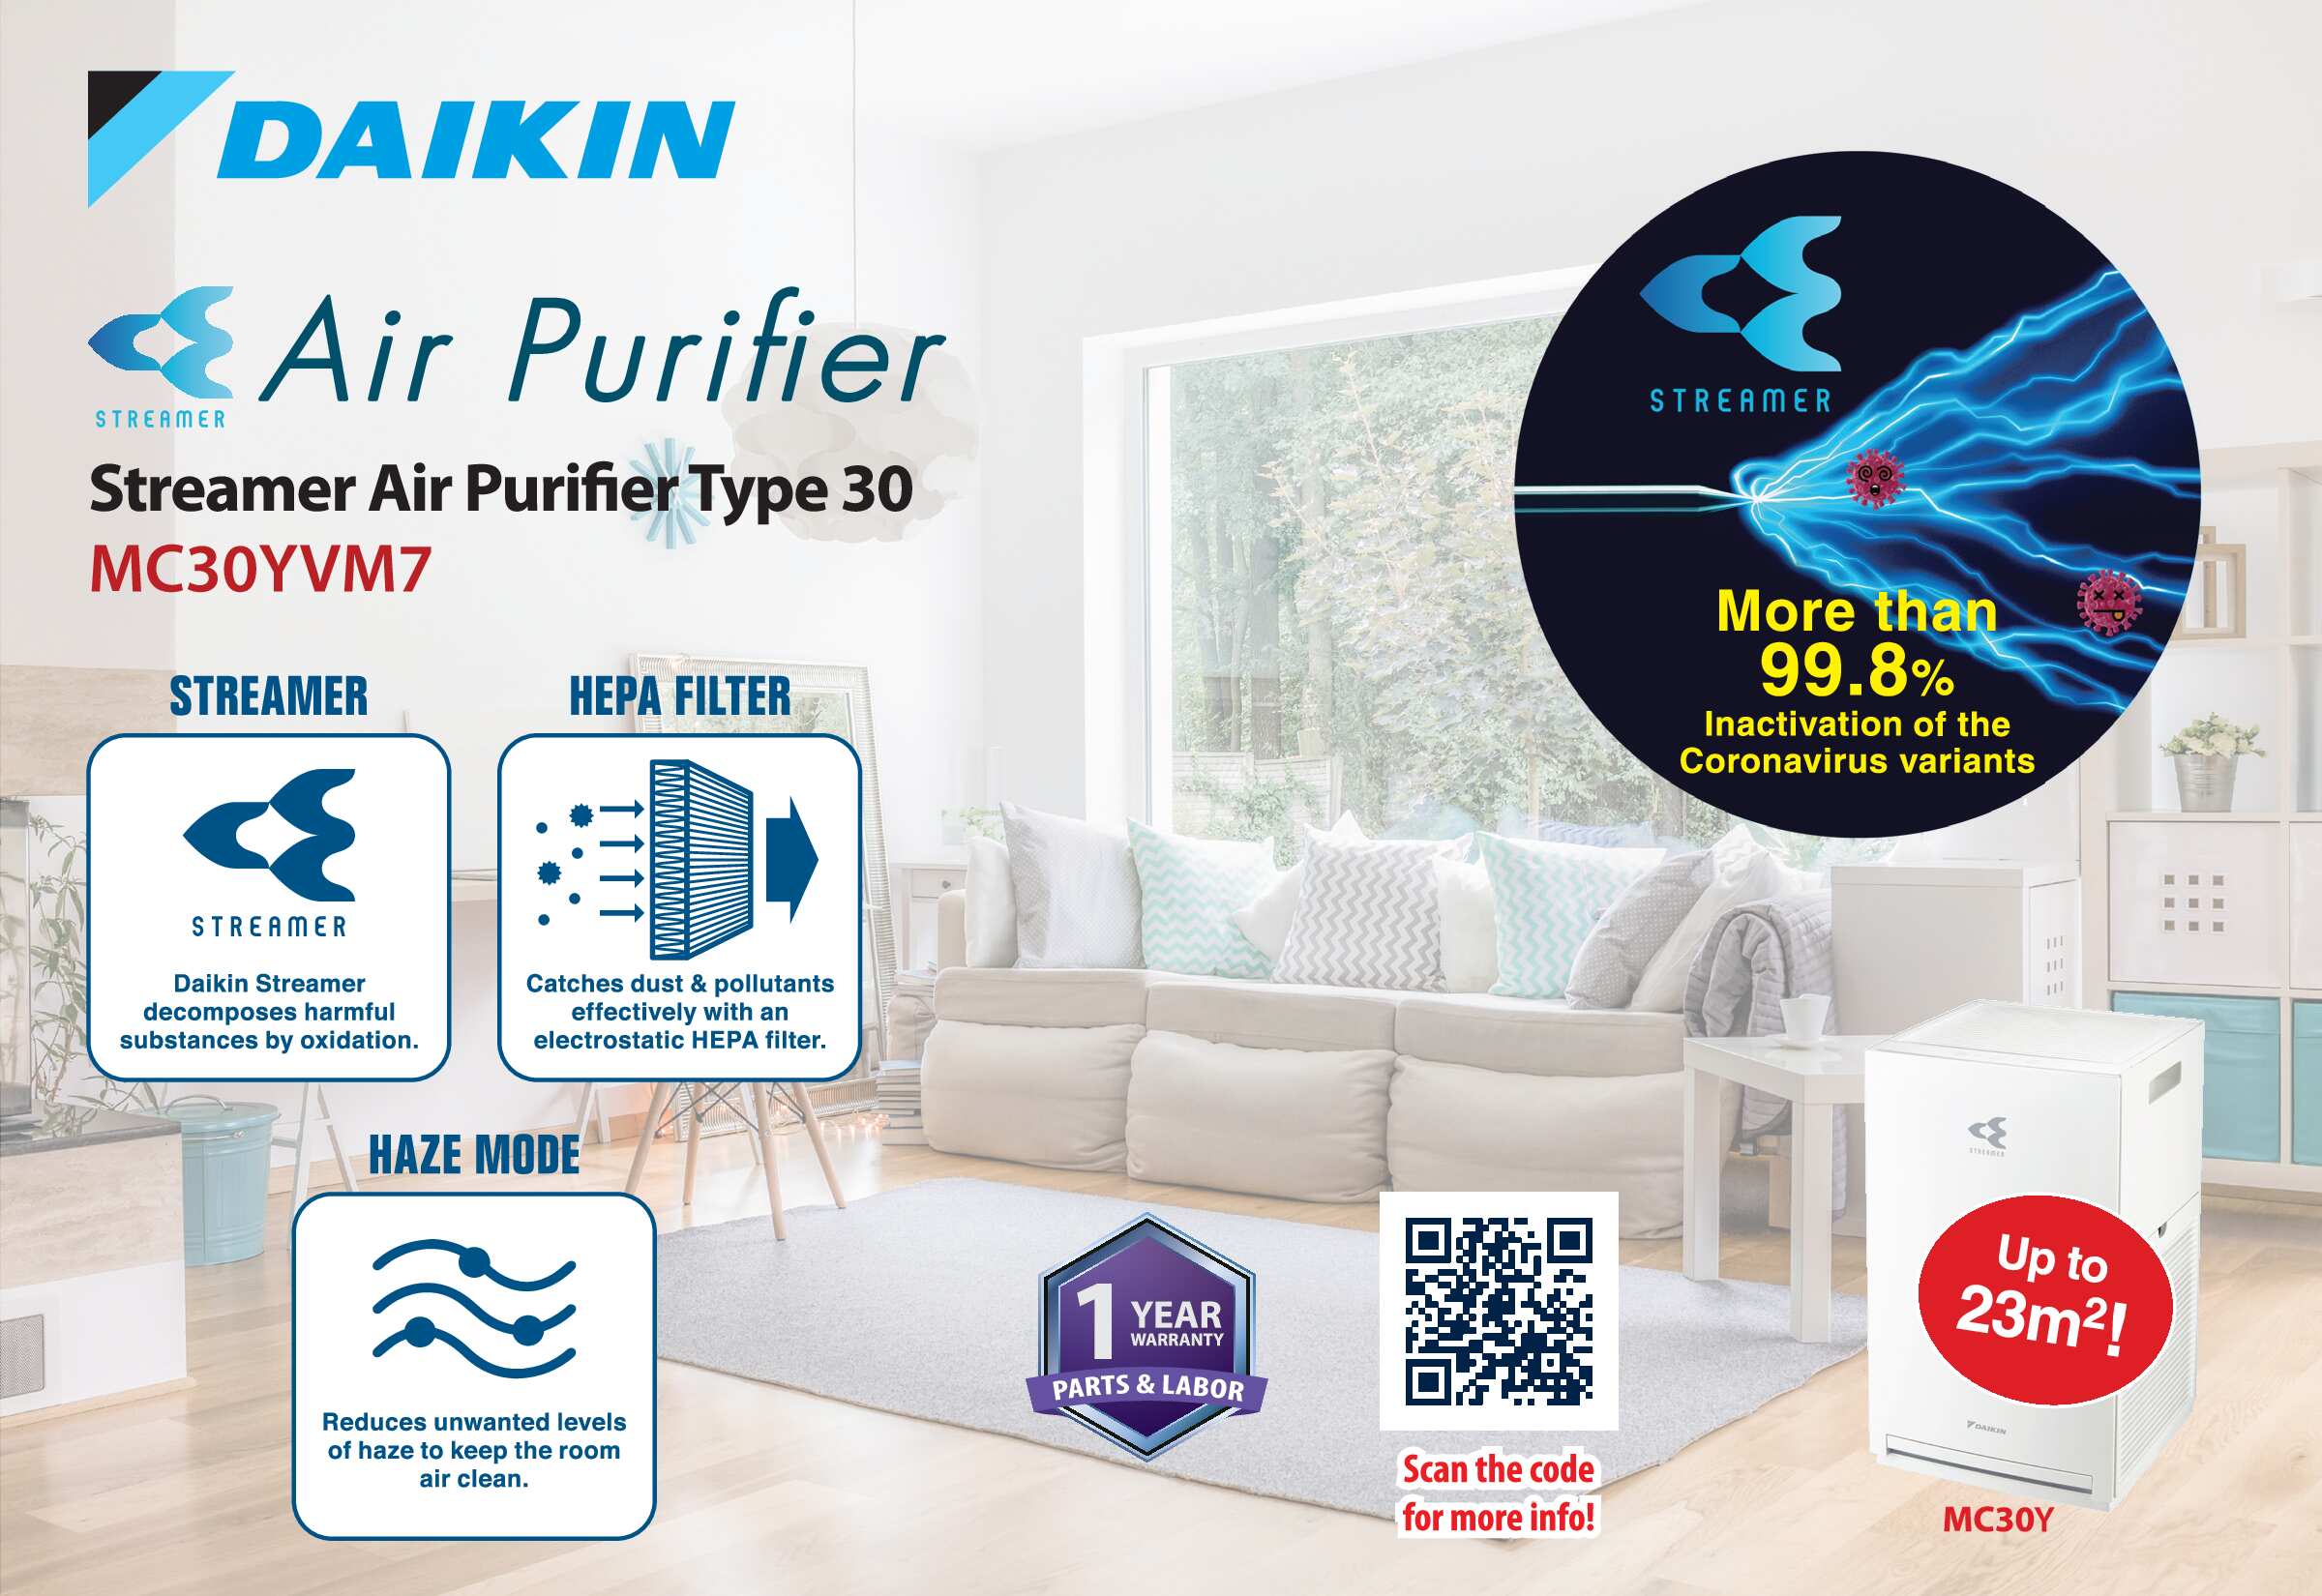 DAIKIN
STREAMER
Air Purifier
Streamer Air Purifier Type 30
MC30YVM7
STREAMER
STREAMER
Daikin Streamer
decomposes harmful
substances by oxidation.
HEPA FILTER
Catches dust & pollutants
effectively with an
electrostatic HEPA filter.
HAZE MODE
Reduces unwanted levels
of haze to keep the room
air clean.
STREAMER
More than
99.8%
Inactivation of the
Coronavirus variants
1 YEAR
WARRANTY
PARTS & LABOR
Scan the code
for more info!
STREAMER
Up to
23m²!
DAIKIN
MC30Y